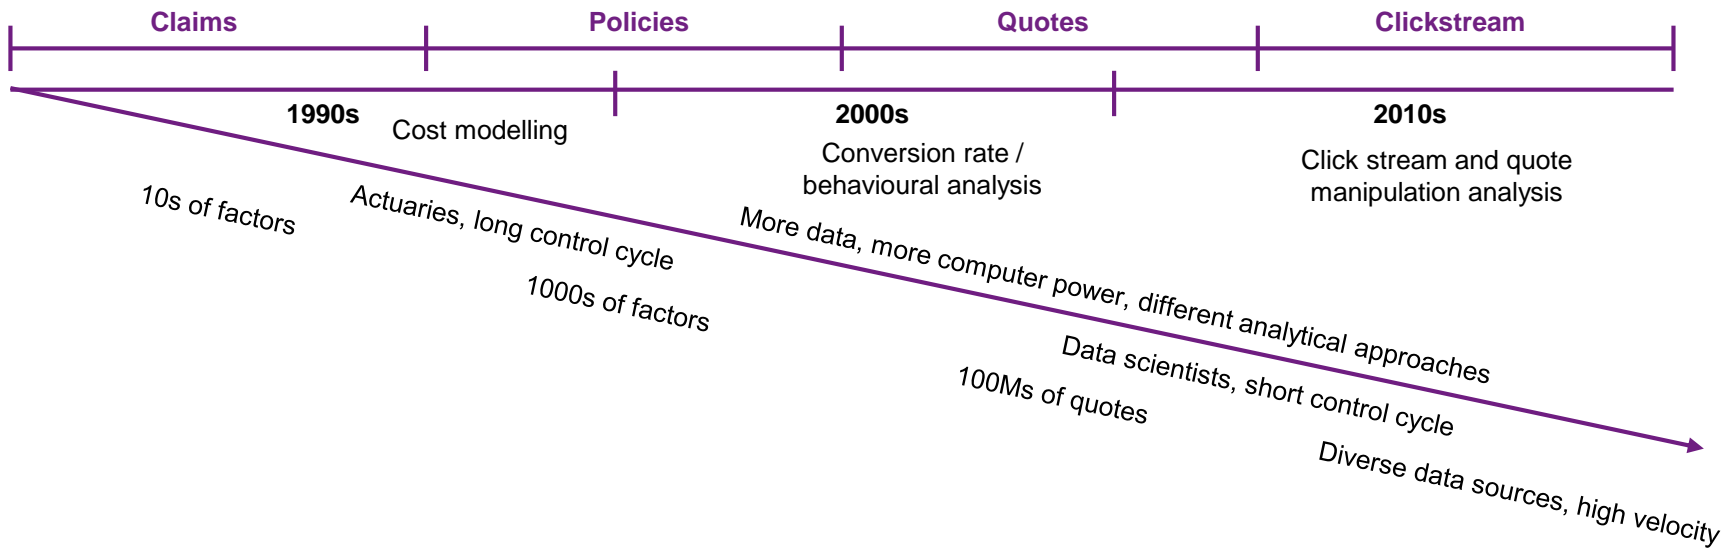 Claims
Policies
Quotes
Clickstream
1990s
2000s
2010s
Cost modelling
Conversion rate /
behavioural analysis
Click stream and quote
manipulation analysis
10s of factors
Actuaries, long control cycle
1000s of factors
More data, more computer power, different analytical approaches
Data scientists, short control cycle
100Ms of quotes
Diverse data sources, high velocity